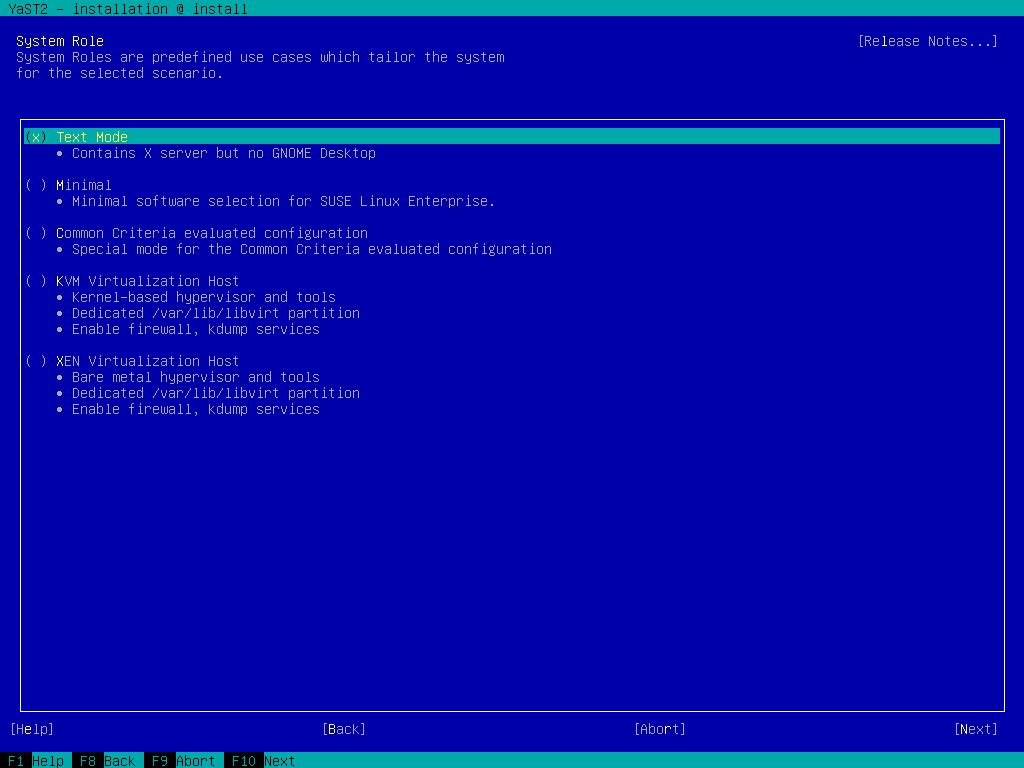 YaST2 - installation @ install
System Role [Release Notes...]
System Roles are predefined use cases which tailor the system
for the selected scenario.
(x) Text Mode
• Contains X server but no GNOME Desktop
( ) Minimal
• Minimal software selection for SUSE Linux Enterprise.
( ) Common Criteria evaluated configuration
• Special mode for the Common Criteria evaluated configuration
( ) KVM Virtualization Host
• Kernel-based hypervisor and tools
• Dedicated /var/lib/libvirt partition
• Enable firewall, kdump services
( ) XEN Virtualization Host
• Bare metal hypervisor and tools
• Dedicated /var/lib/libvirt partition
• Enable firewall, kdump services
[Help] [Back] [Abort] [Next]
F1 Help F8 Back F9 Abort F10 Next